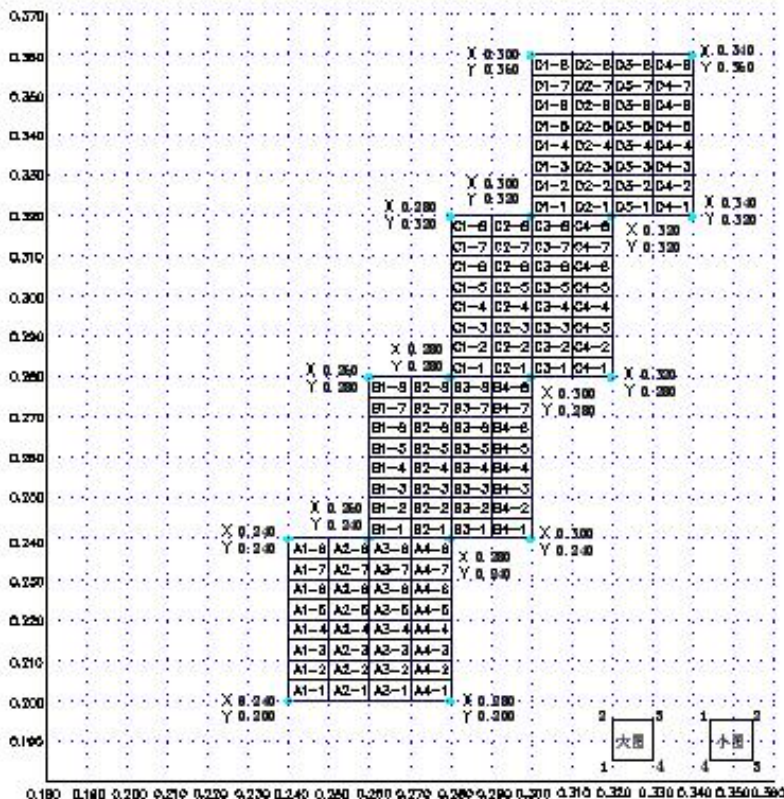 0.370
0.360
0.350
0.340
0.330
0.320
0.310
0.300
0.290
0.280
0.270
0.260
0.250
0.240
0.230
0.220
0.210
0.200
0.190
X 0.300
Y 0.360
X 0.340
Y 0.360
D1-8 D2-8 D3-8 D4-8
D1-7 D2-7 D3-7 D4-7
D1-6 D2-6 D3-6 D4-6
D1-5 D2-5 D3-5 D4-5
D1-4 D2-4 D3-4 D4-4
D1-3 D2-3 D3-3 D4-3
D1-2 D2-2 D3-2 D4-2
D1-1 D2-1 D3-1 D4-1
X 0.300
Y 0.320
X 0.280
Y 0.320
X 0.340
Y 0.320
X 0.320
Y 0.320
C1-8 C2-8 C3-8 C4-8
C1-7 C2-7 C3-7 C4-7
C1-6 C2-6 C3-6 C4-6
C1-5 C2-5 C3-5 C4-5
C1-4 C2-4 C3-4 C4-4
C1-3 C2-3 C3-3 C4-3
C1-2 C2-2 C3-2 C4-2
C1-1 C2-1 C3-1 C4-1
X 0.280
Y 0.280
X 0.260
Y 0.280
X 0.320
Y 0.280
X 0.300
Y 0.280
B1-8 B2-8 B3-8 B4-8
B1-7 B2-7 B3-7 B4-7
B1-6 B2-6 B3-6 B4-6
B1-5 B2-5 B3-5 B4-5
B1-4 B2-4 B3-4 B4-4
B1-3 B2-3 B3-3 B4-3
B1-2 B2-2 B3-2 B4-2
B1-1 B2-1 B3-1 B4-1
X 0.260
Y 0.240
X 0.240
Y 0.240
X 0.300
Y 0.240
X 0.280
Y 0.240
A1-8 A2-8 A3-8 A4-8
A1-7 A2-7 A3-7 A4-7
A1-6 A2-6 A3-6 A4-6
A1-5 A2-5 A3-5 A4-5
A1-4 A2-4 A3-4 A4-4
A1-3 A2-3 A3-3 A4-3
A1-2 A2-2 A3-2 A4-2
A1-1 A2-1 A3-1 A4-1
X 0.240
Y 0.200
X 0.280
Y 0.200
2 3
大图
1 4
1 2
小图
4 3
0.180 0.190 0.200 0.210 0.220 0.230 0.240 0.250 0.260 0.270 0.280 0.290 0.300 0.310 0.320 0.330 0.340 0.350 0.360